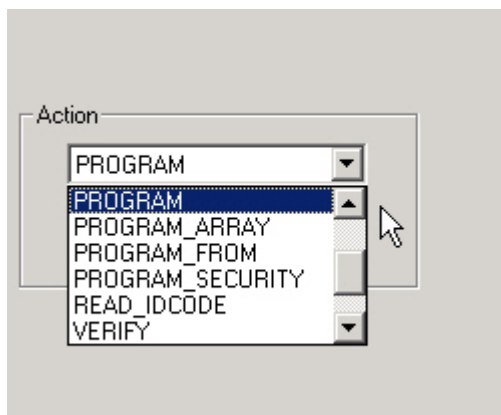 Action
PROGRAM
PROGRAM
PROGRAM_ARRAY
PROGRAM_FROM
PROGRAM_SECURITY
READ_IDCODE
VERIFY